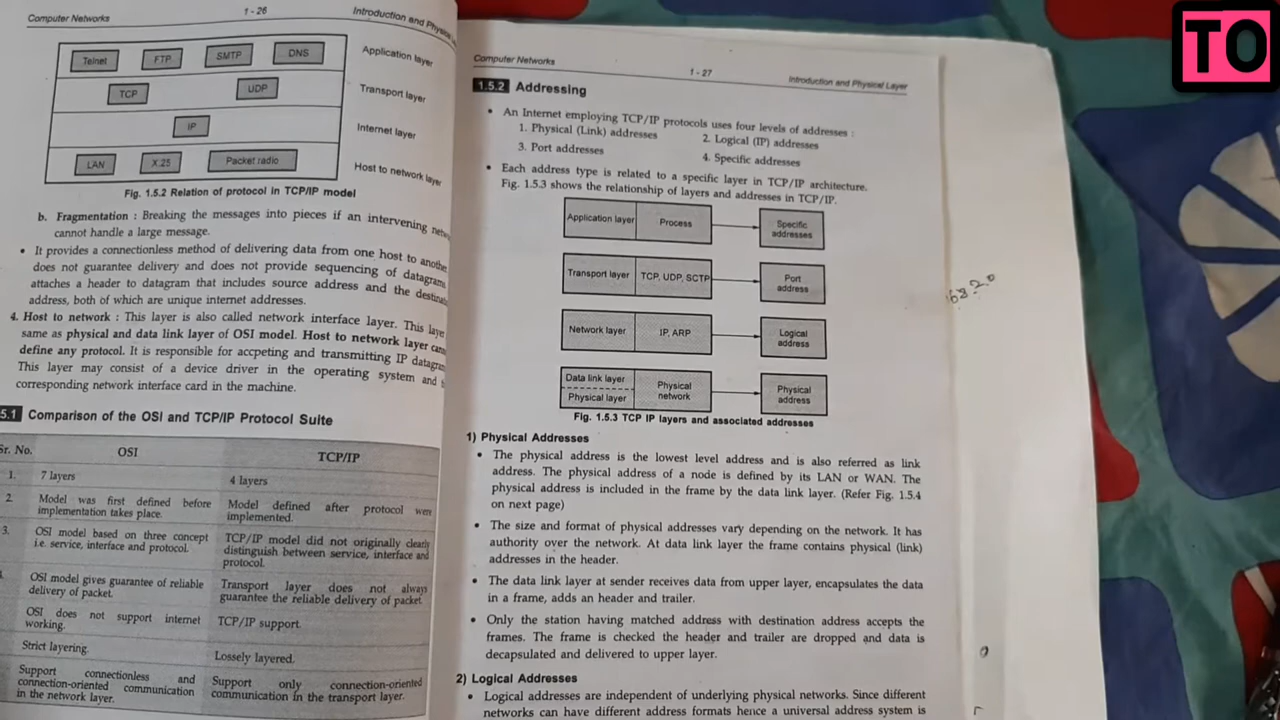 Computer Networks
1 - 26
Introduction and Physical
Telnet
FTP
SMTP
DNS
Application layer
TCP
UDP
Transport layer
IP
Internet layer
LAN
X.25
Packet radio
Host to network layer
Fig. 1.5.2 Relation of protocol in TCP/IP model
b. Fragmentation : Breaking the messages into pieces if an intervening
cannot handle a large message.
• It provides a connectionless method of delivering data from one host to
does not guarantee delivery and does not provide sequencing of
attaches a header to datagram that includes source address and the
address, both of which are unique internet addresses.
4. Host to network : This layer is also called network interface layer. This
same as physical and data link layer of OSI model. Host to network layer
define any protocol. It is responsible for accpeting and transmitting IP
This layer may consist of a device driver in the operating system and
corresponding network interface card in the machine.
5.1 Comparison of the OSI and TCP/IP Protocol Suite
Sr. No.
OSI
TCP/IP
1.
7 layers
4 layers
2.
Model was first defined before
implementation takes place.
Model defined after protocol were
implemented.
3.
OSI model based on three concept
i.e. service, interface and protocol.
TCP/IP model did not originally clearly
distinguish between service, interface and
protocol.
OSI model gives guarantee of reliable
delivery of packet.
Transport layer does not always
guarantee the reliable delivery of packet.
OSI does not support internet
working.
TCP/IP support.
Strict layering.
Lossely layered.
Support connectionless and
connection-oriented communication
in the network layer.
Support only connection-oriented
communication in the transport layer.
Computer Networks
1 - 27
Introduction and Physical Layer
1.5.2 Addressing
• An Internet employing TCP/IP protocols uses four levels of addresses :
1. Physical (Link) addresses
2. Logical (IP) addresses
3. Port addresses
4. Specific addresses
• Each address type is related to a specific layer in TCP/IP architecture.
Fig. 1.5.3 shows the relationship of layers and addresses in TCP/IP.
Application layer
Process
Specific
addresses
Transport layer
TCP, UDP, SCTP
Port
address
Network layer
IP, ARP
Logical
address
Data link layer
Physical layer
Physical
network
Physical
address
Fig. 1.5.3 TCP IP layers and associated addresses
1) Physical Addresses
• The physical address is the lowest level address and is also referred as link
address. The physical address of a node is defined by its LAN or WAN. The
physical address is included in the frame by the data link layer. (Refer Fig. 1.5.4
on next page)
• The size and format of physical addresses vary depending on the network. It has
authority over the network. At data link layer the frame contains physical (link)
addresses in the header.
• The data link layer at sender receives data from upper layer, encapsulates the data
in a frame, adds an header and trailer.
• Only the station having matched address with destination address accepts the
frames. The frame is checked the header and trailer are dropped and data is
decapsulated and delivered to upper layer.
2) Logical Addresses
• Logical addresses are independent of underlying physical networks. Since different
networks can have different address formats hence a universal address system is
TO